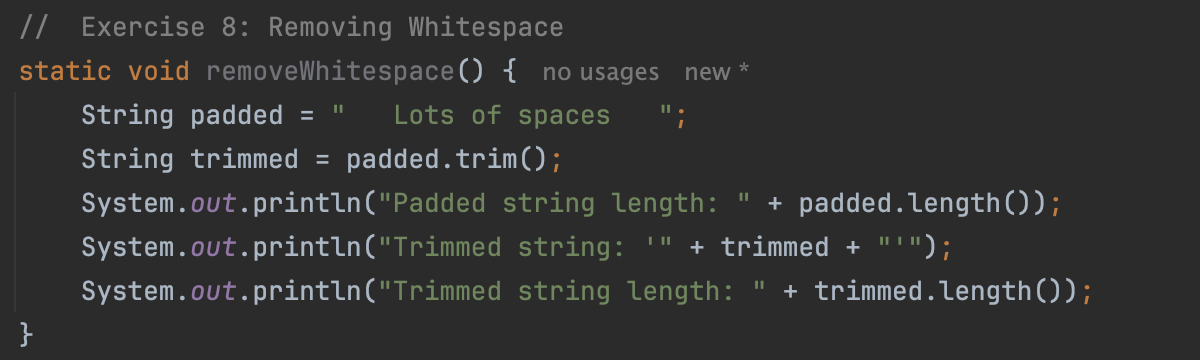 //  Exercise 8: Removing Whitespace
static void removeWhitespace() {  no usages  new *
    String padded = "   Lots of spaces   ";
    String trimmed = padded.trim();
    System.out.println("Padded string length: " + padded.length());
    System.out.println("Trimmed string: '" + trimmed + "'");
    System.out.println("Trimmed string length: " + trimmed.length());
}